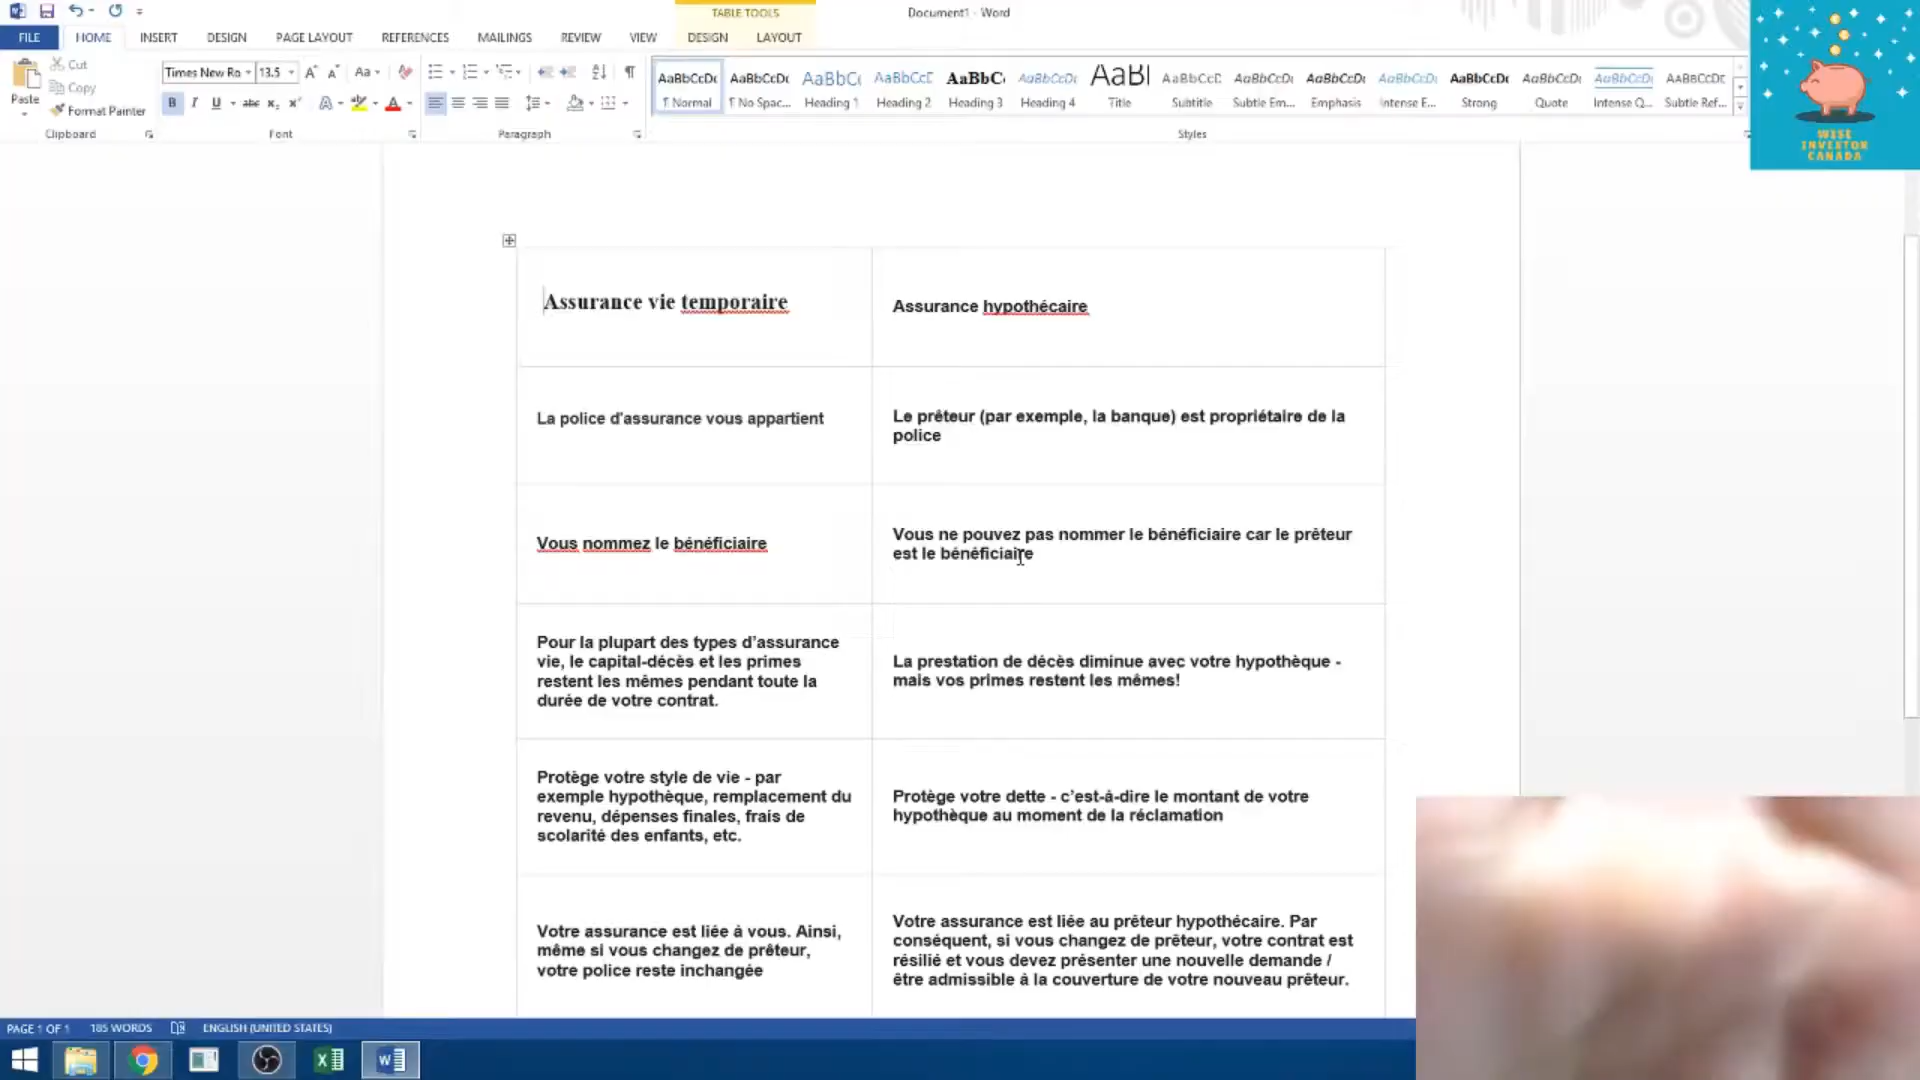 TABLE TOOLS
Document1 - Word
FILE
HOME
INSERT
DESIGN
PAGE LAYOUT
REFERENCES
MAILINGS
REVIEW
VIEW
DESIGN
LAYOUT
Paste
Cut
Copy
Format Painter
Clipboard
Times New Ro
13.5
Font
Paragraph
AaBbCcDc
¶ Normal
AaBbCcDc
¶ No Spac...
AaBbC(
Heading 1
AaBbCcE
Heading 2
AaBbC
Heading 3
AaBbCcDc
Heading 4
AaBl
Title
AaBbCcD
Subtitle
AaBbCcDc
Subtle Em...
AaBbCcDc
Emphasis
AaBbCcDc
Intense E...
AaBbCcDc
Strong
AaBbCcDc
Quote
AaBbCcDc
Intense Q...
AaBbCcDc
Subtle Ref...
Styles
WISE
INVESTOR
CANADA
Assurance vie temporaire
Assurance hypothécaire
La police d'assurance vous appartient
Le prêteur (par exemple, la banque) est propriétaire de la
police
Vous nommez le bénéficiaire
Vous ne pouvez pas nommer le bénéficiaire car le prêteur
est le bénéficiaire
Pour la plupart des types d'assurance
vie, le capital-décès et les primes
restent les mêmes pendant toute la
durée de votre contrat.
La prestation de décès diminue avec votre hypothèque -
mais vos primes restent les mêmes!
Protège votre style de vie - par
exemple hypothèque, remplacement du
revenu, dépenses finales, frais de
scolarité des enfants, etc.
Protège votre dette - c'est-à-dire le montant de votre
hypothèque au moment de la réclamation
Votre assurance est liée à vous. Ainsi,
même si vous changez de prêteur,
votre police reste inchangée
Votre assurance est liée au prêteur hypothécaire. Par
conséquent, si vous changez de prêteur, votre contrat est
résilié et vous devez présenter une nouvelle demande /
être admissible à la couverture de votre nouveau prêteur.
PAGE 1 OF 1
185 WORDS
ENGLISH (UNITED STATES)